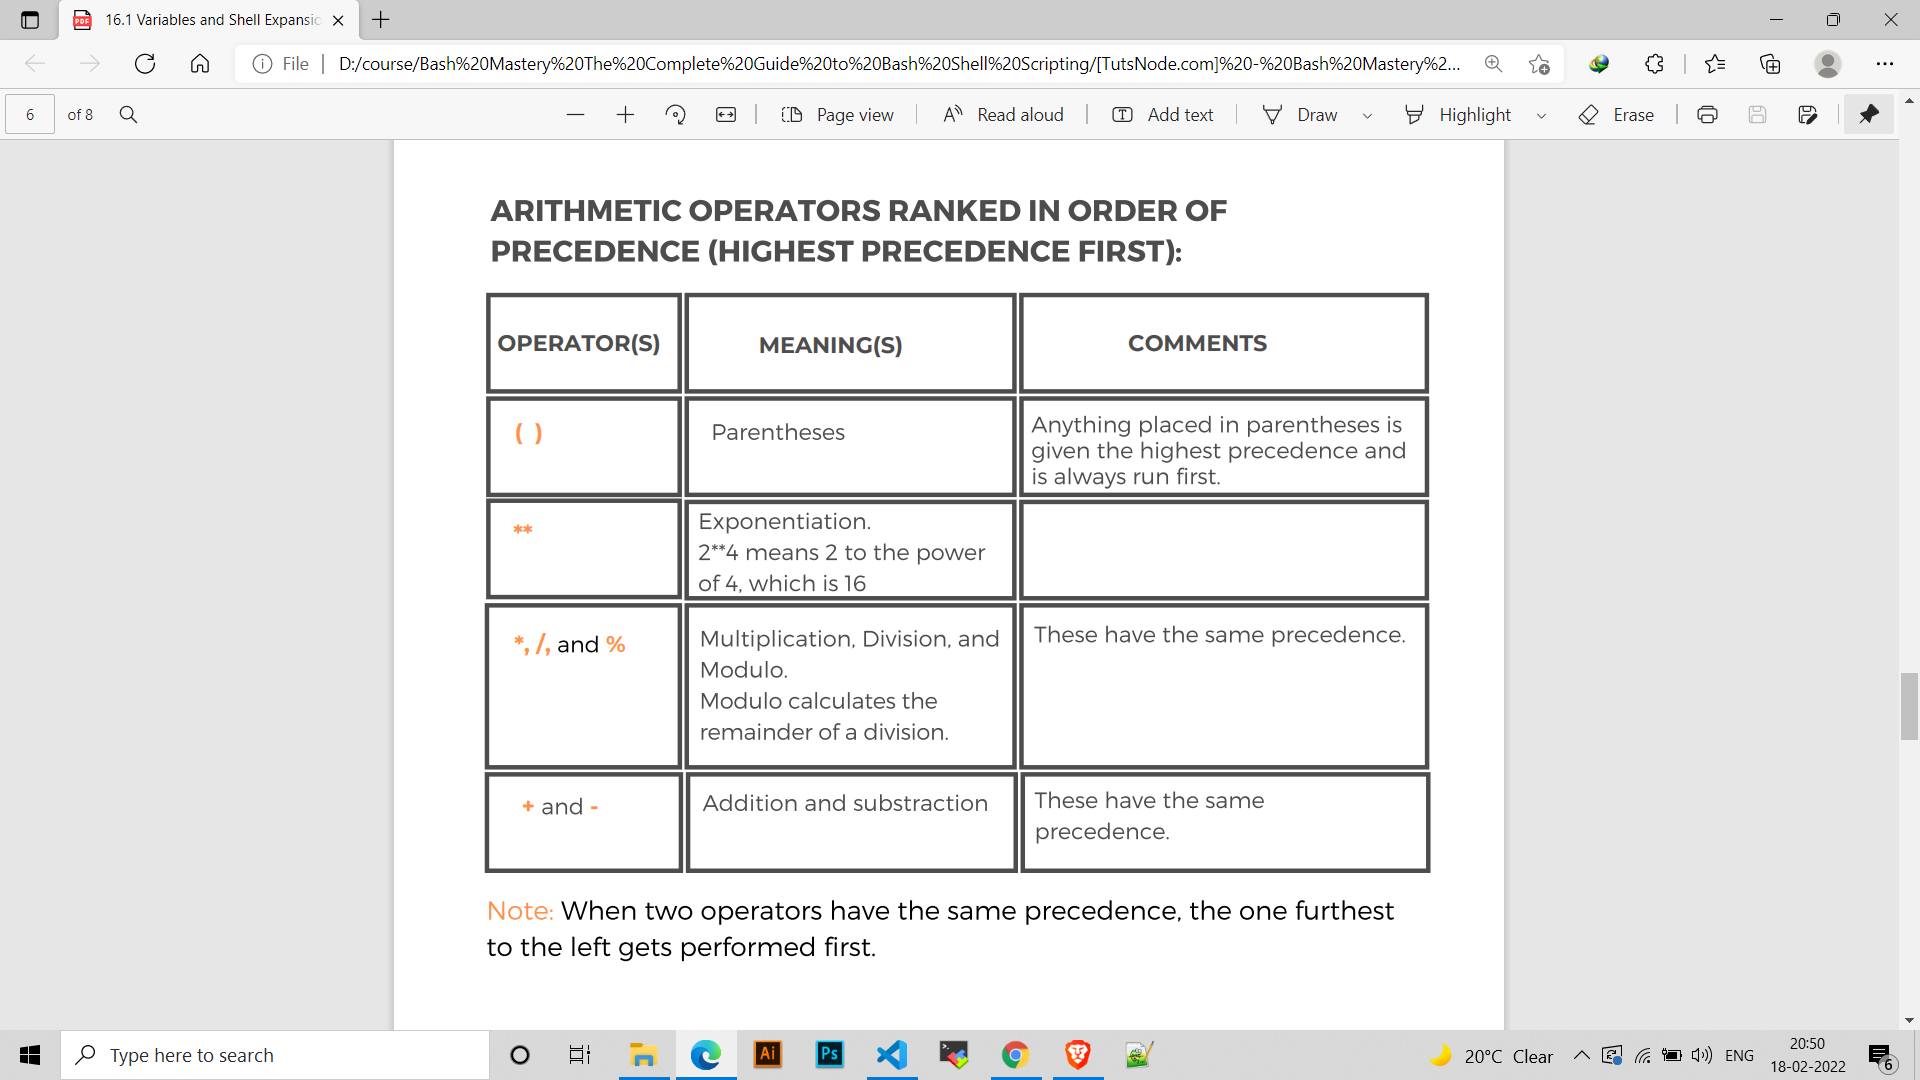 16.1 Variables and Shell Expansio
File
D:/course/Bash%20Mastery%20The%20Complete%20Guide%20to%20Bash%20Shell%20Scripting/[TutsNode.com]%20-%20Bash%20Mastery%2...
6 of 8
Page view
Read aloud
Add text
Draw
Highlight
Erase
ARITHMETIC OPERATORS RANKED IN ORDER OF
PRECEDENCE (HIGHEST PRECEDENCE FIRST):
OPERATOR(S)
MEANING(S)
COMMENTS
( )
Parentheses
Anything placed in parentheses is
given the highest precedence and
is always run first.
**
Exponentiation.
2**4 means 2 to the power
of 4, which is 16
*, /, and %
Multiplication, Division, and
Modulo.
Modulo calculates the
remainder of a division.
These have the same precedence.
+ and -
Addition and substraction
These have the same
precedence.
Note: When two operators have the same precedence, the one furthest
to the left gets performed first.
Type here to search
Ai
Ps
20°C Clear
ENG
20:50
18-02-2022
6